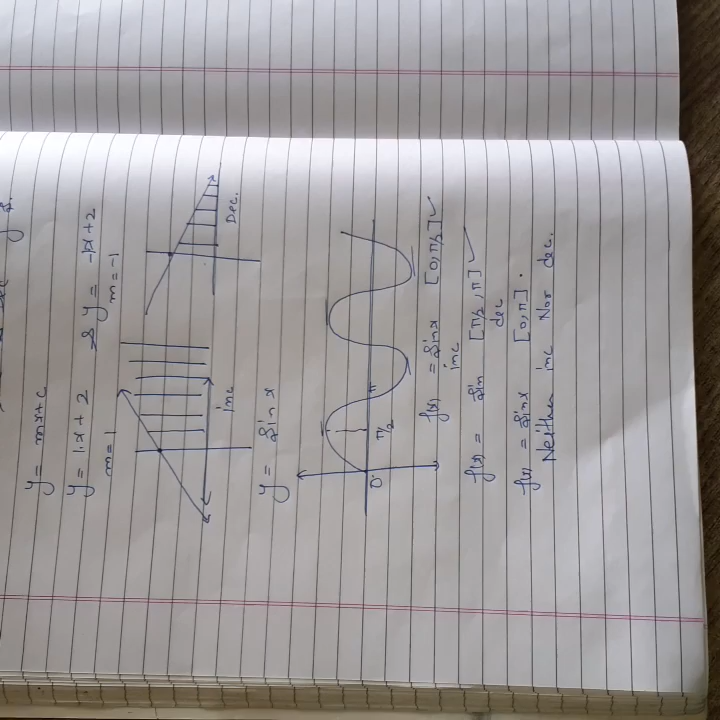 y = mx+c
y = 1.x + 2    y = -1x + 2
m = 1    m = -1
inc    Dec.
y = Sin x
0    π/2    π
f(x) = Sin x [0, π/2] ✓
inc
f(x) = Sin [π/2, π] ✓
dec
f(x) = Sin x [0, π].
Neither inc Nor dec.